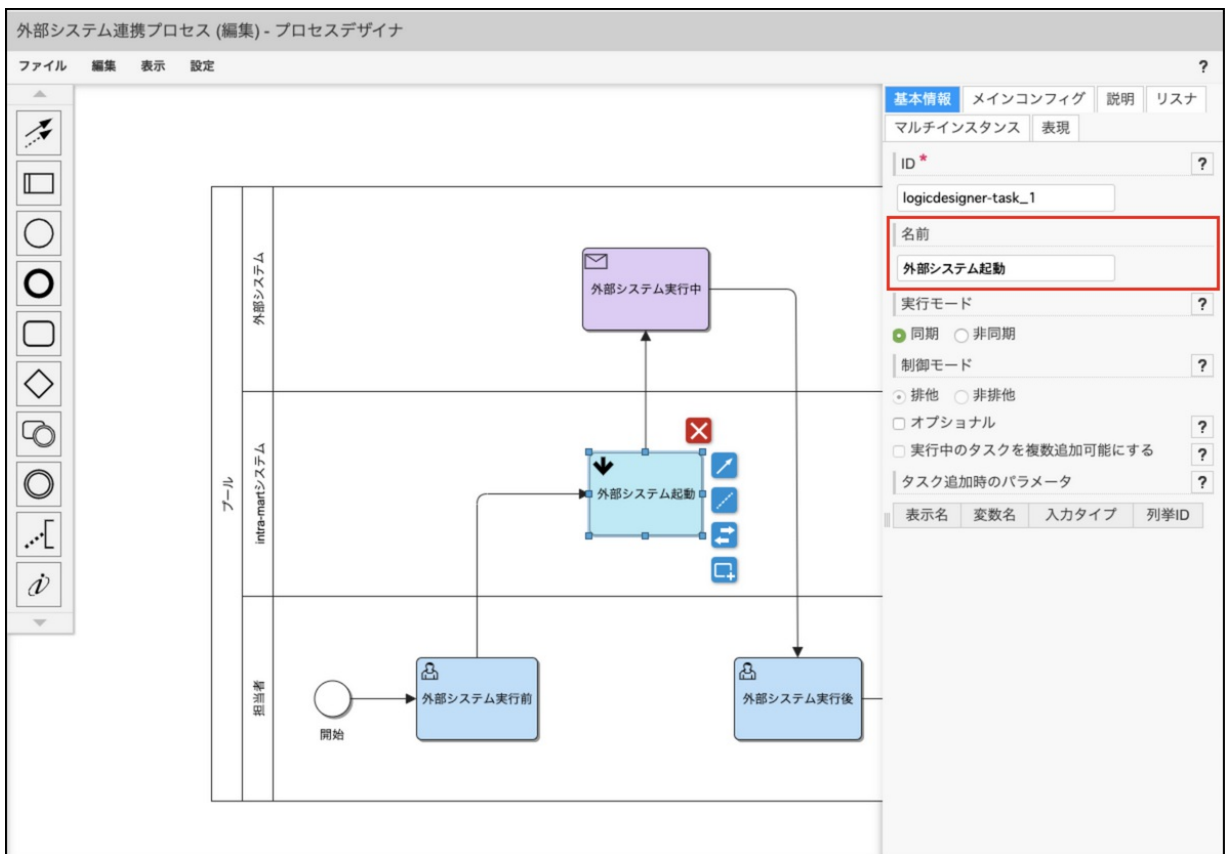 外部システム連携プロセス (編集) - プロセスデザイナ
ファイル 編集 表示 設定 ?
基本情報 メインコンフィグ 説明 リスナ
マルチインスタンス 表現
ID * ?
logicdesigner-task_1
名前
外部システム起動
実行モード ?
同期 非同期
制御モード ?
排他 非排他
オプショナル ?
実行中のタスクを複数追加可能にする ?
タスク追加時のパラメータ ?
表示名 変数名 入力タイプ 列挙ID
プール
外部システム
外部システム実行中
intra-martシステム
外部システム起動
担当者
開始
外部システム実行前
外部システム実行後